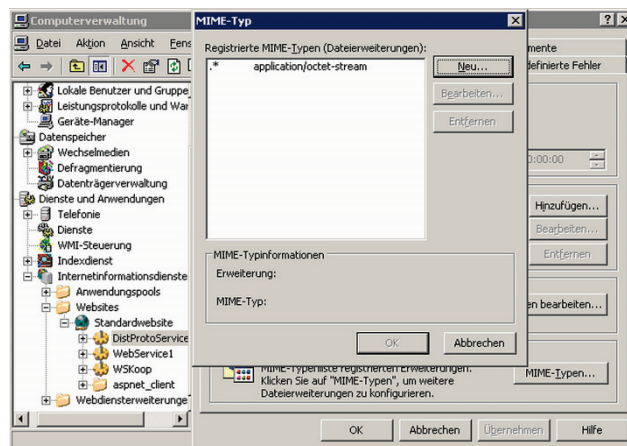 Computerverwaltung
Datei Aktion Ansicht
Lokale Benutzer und Gruppe
Leistungsprotokolle und War
Geräte-Manager
Datenspeicher
Wechselmedien
Defragmentierung
Datenträgerverwaltung
Dienste und Anwendungen
Telefonie
Dienste
WMI-Steuerung
Indexdienst
Internetinformationsdienste
Anwendungspools
Websites
Standardwebsite
DistProtoService
WebService1
WSKoop
aspnet_client
Webdiensterweiterunge
MIME-Typ
Registrierte MIME-Typen (Dateierweiterungen):
.* application/octet-stream
Neu...
Bearbeiten...
Entfernen
MIME-Typinformationen
Erweiterung:
MIME-Typ:
OK Abbrechen
mente
definierte Fehler
0:00:00
Hinzufügen...
Bearbeiten...
Entfernen
en bearbeiten...
MIME-Typenliste registrierten Erweiterungen.
Klicken Sie auf "MIME-Typen", um weitere
Dateierweiterungen zu konfigurieren.
MIME-Typen...
OK Abbrechen Übernehmen Hilfe